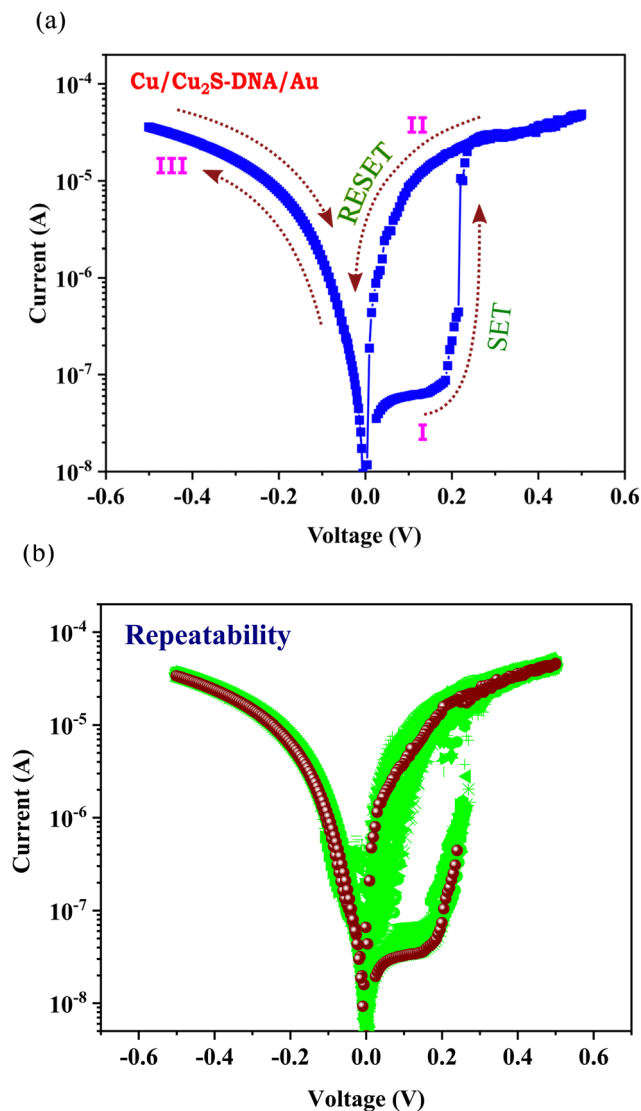 (a)
Cu/Cu₂S-DNA/Au
II
III
RESET
SET
I
10⁻⁴
10⁻⁵
10⁻⁶
10⁻⁷
10⁻⁸
Current (A)
-0.6 -0.4 -0.2 0.0 0.2 0.4 0.6
Voltage (V)
(b)
Repeatability
10⁻⁴
10⁻⁵
10⁻⁶
10⁻⁷
10⁻⁸
Current (A)
-0.6 -0.4 -0.2 0.0 0.2 0.4 0.6
Voltage (V)